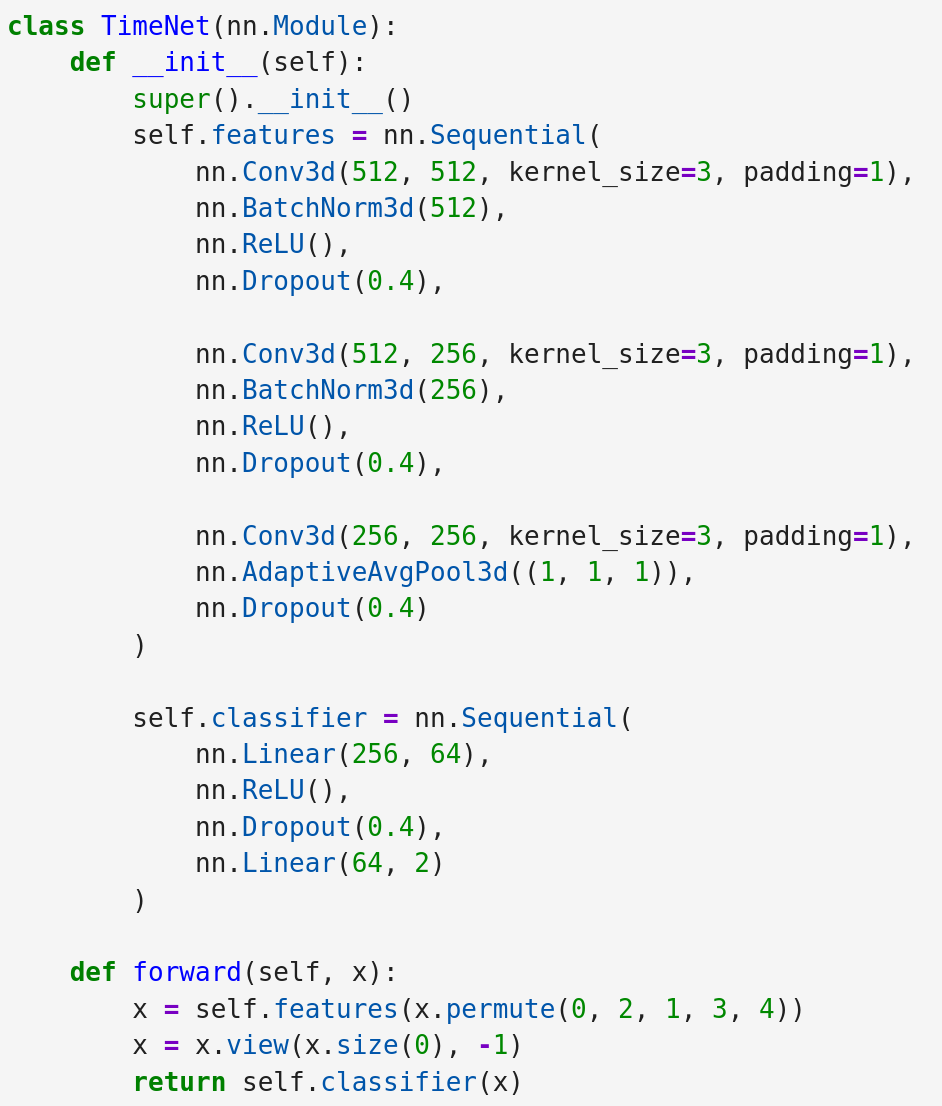 class TimeNet(nn.Module):
    def __init__(self):
        super().__init__()
        self.features = nn.Sequential(
            nn.Conv3d(512, 512, kernel_size=3, padding=1),
            nn.BatchNorm3d(512),
            nn.ReLU(),
            nn.Dropout(0.4),

            nn.Conv3d(512, 256, kernel_size=3, padding=1),
            nn.BatchNorm3d(256),
            nn.ReLU(),
            nn.Dropout(0.4),

            nn.Conv3d(256, 256, kernel_size=3, padding=1),
            nn.AdaptiveAvgPool3d((1, 1, 1)),
            nn.Dropout(0.4)
        )

        self.classifier = nn.Sequential(
            nn.Linear(256, 64),
            nn.ReLU(),
            nn.Dropout(0.4),
            nn.Linear(64, 2)
        )

    def forward(self, x):
        x = self.features(x.permute(0, 2, 1, 3, 4))
        x = x.view(x.size(0), -1)
        return self.classifier(x)